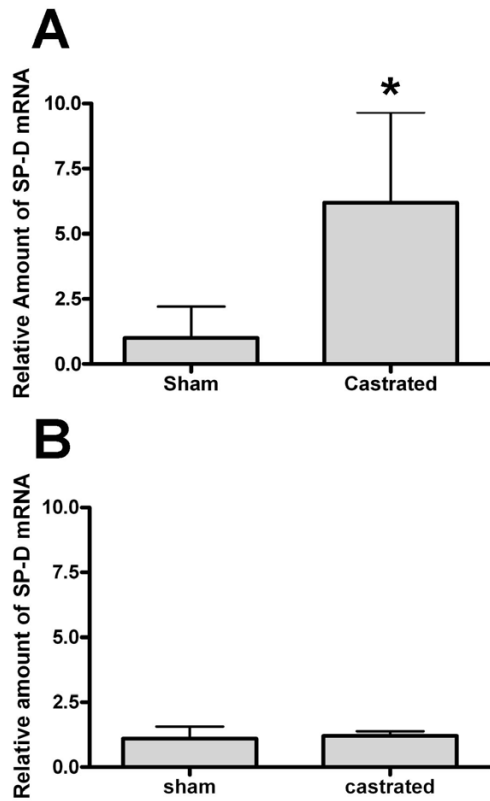 A
Relative Amount of SP-D mRNA
10.0
*
7.5
5.0
2.5
0.0
Sham Castrated
B
Relative amount of SP-D mRNA
10.0
7.5
5.0
2.5
0.0
sham castrated